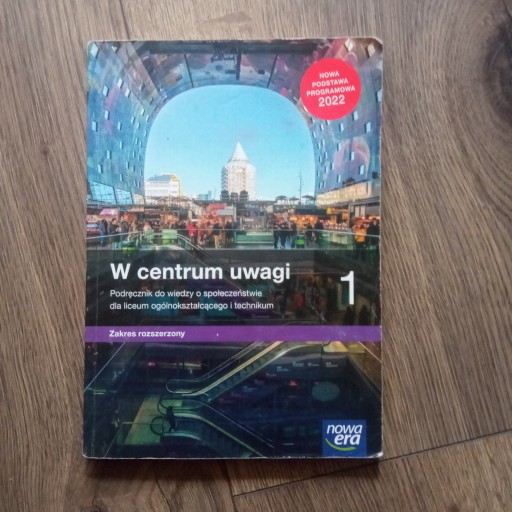 NOWA
PODSTAWA
PROGRAMOWA
2022
W centrum uwagi
1
Podręcznik do wiedzy o społeczeństwie
dla liceum ogólnokształcącego i technikum
Zakres rozszerzony
nowa
era